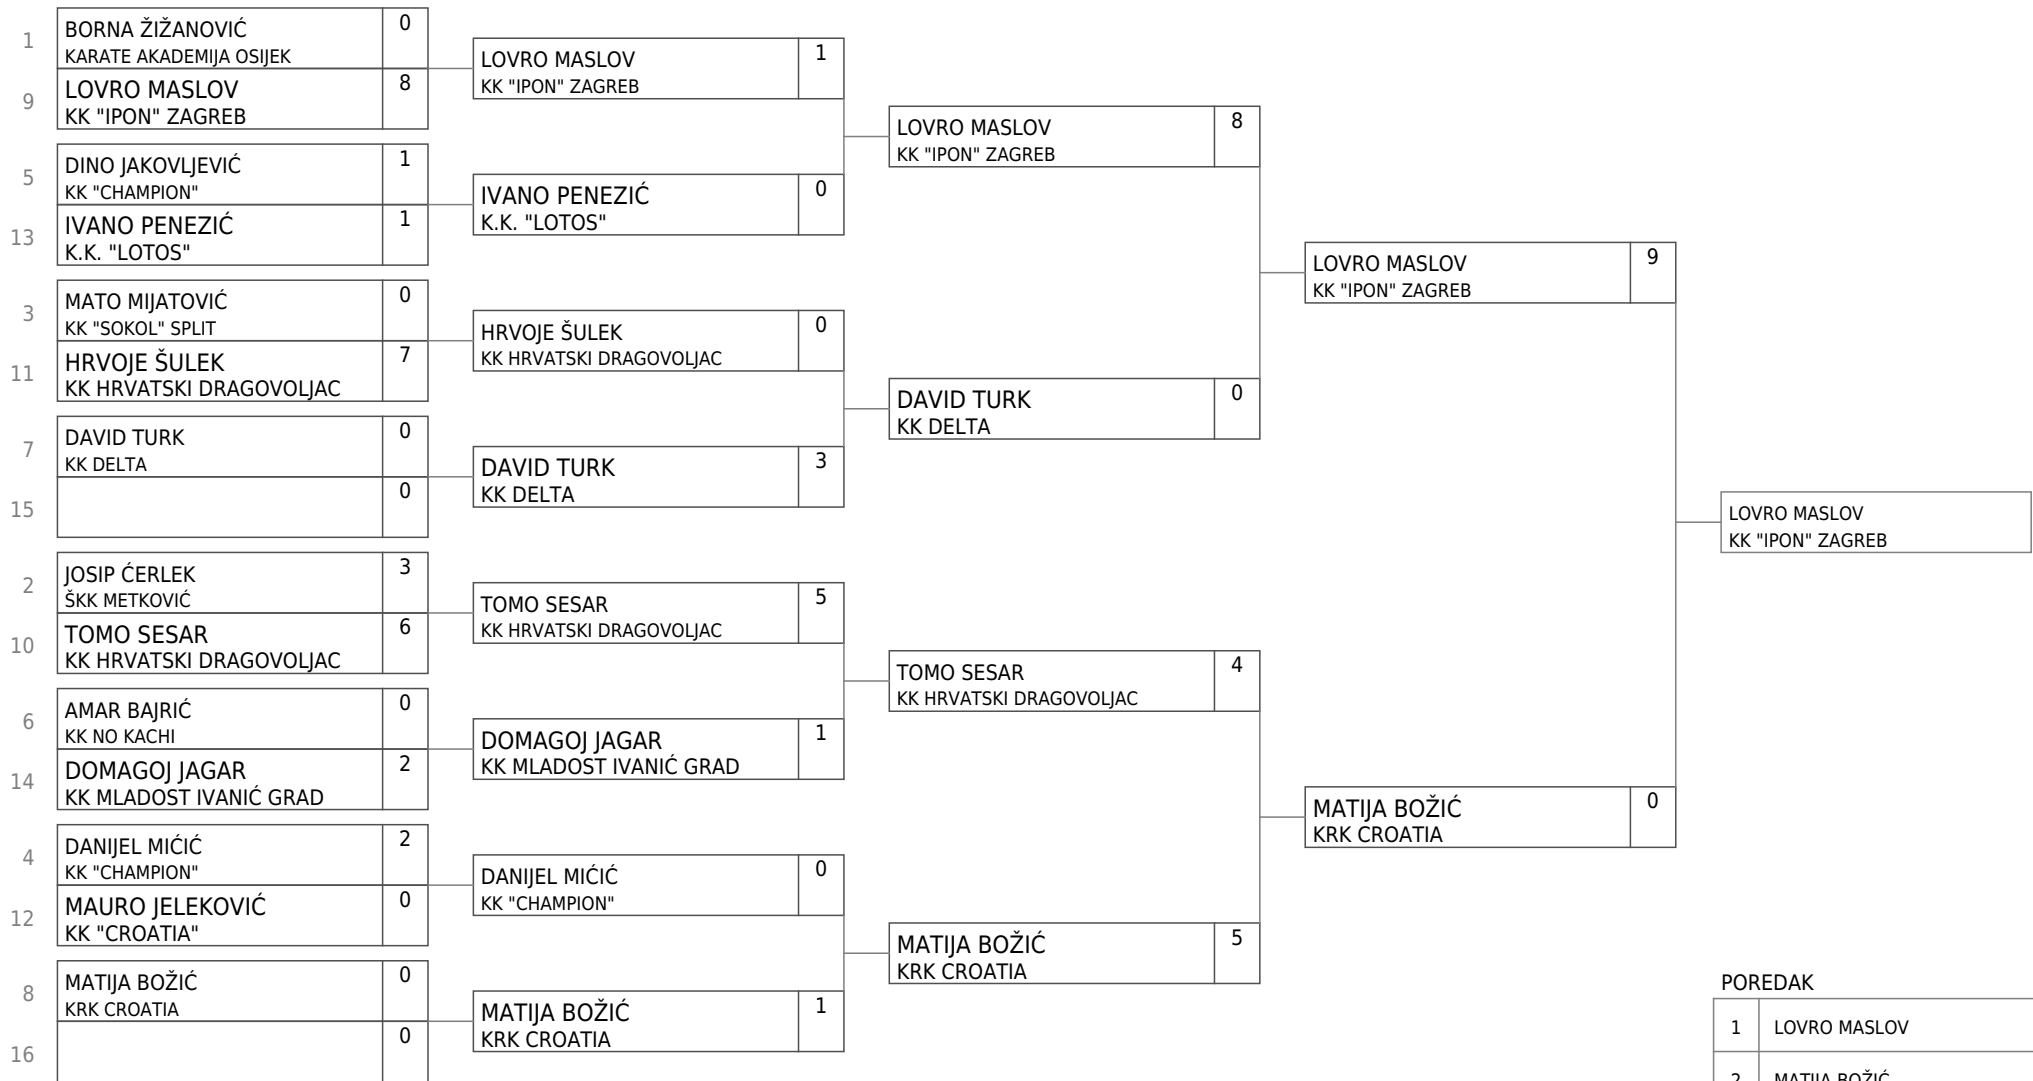 1
BORNA ŽIŽANOVIĆ
0
KARATE AKADEMIJA OSIJEK
9
LOVRO MASLOV
8
KK "IPON" ZAGREB
5
DINO JAKOVLJEVIĆ
1
KK "CHAMPION"
13
IVANO PENEZIĆ
1
K.K. "LOTOS"
3
MATO MIJATOVIĆ
0
KK "SOKOL" SPLIT
11
HRVOJE ŠULEK
7
KK HRVATSKI DRAGOVOLJAC
7
DAVID TURK
0
KK DELTA
15
0
2
JOSIP ĆERLEK
3
ŠKK METKOVIĆ
10
TOMO SESAR
6
KK HRVATSKI DRAGOVOLJAC
6
AMAR BAJRIĆ
0
KK NO KACHI
14
DOMAGOJ JAGAR
2
KK MLADOST IVANIĆ GRAD
4
DANIJEL MIĆIĆ
2
KK "CHAMPION"
12
MAURO JELEKOVIĆ
0
KK "CROATIA"
8
MATIJA BOŽIĆ
0
KRK CROATIA
16
0
LOVRO MASLOV
1
KK "IPON" ZAGREB
IVANO PENEZIĆ
0
K.K. "LOTOS"
HRVOJE ŠULEK
0
KK HRVATSKI DRAGOVOLJAC
DAVID TURK
3
KK DELTA
TOMO SESAR
5
KK HRVATSKI DRAGOVOLJAC
DOMAGOJ JAGAR
1
KK MLADOST IVANIĆ GRAD
DANIJEL MIĆIĆ
0
KK "CHAMPION"
MATIJA BOŽIĆ
1
KRK CROATIA
LOVRO MASLOV
8
KK "IPON" ZAGREB
DAVID TURK
0
KK DELTA
TOMO SESAR
4
KK HRVATSKI DRAGOVOLJAC
MATIJA BOŽIĆ
5
KRK CROATIA
LOVRO MASLOV
9
KK "IPON" ZAGREB
MATIJA BOŽIĆ
0
KRK CROATIA
LOVRO MASLOV
KK "IPON" ZAGREB
POREDAK
1 LOVRO MASLOV
2 MATIJA BOŽIĆ